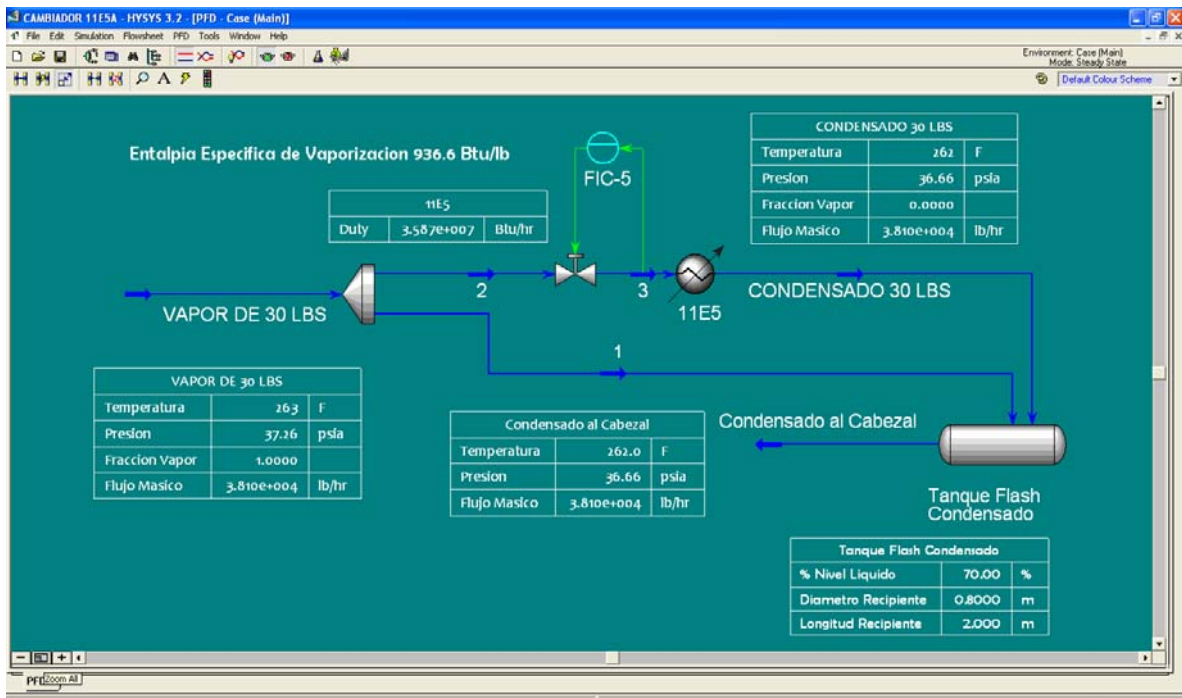 CAMBIADOR 11E5A - HYSYS 3.2 - [PFD - Case (Main)]
File Edit Simulation Flowsheet PFD Tools Window Help
Environment: Case (Main)
Mode: Steady State
Default Colour Scheme
Entalpia Especifica de Vaporizacion 936.6 Btu/lb
FIC-5
CONDENSADO 30 LBS
Temperatura 262 F
Presion 36.66 psia
Fraccion Vapor 0.0000
Flujo Masico 3.810e+004 lb/hr
11E5
Duty 3.587e+007 Btu/hr
2
3
11E5
CONDENSADO 30 LBS
VAPOR DE 30 LBS
1
VAPOR DE 30 LBS
Temperatura 263 F
Presion 37.26 psia
Fraccion Vapor 1.0000
Flujo Masico 3.810e+004 lb/hr
Condensado al Cabezal
Temperatura 262.0 F
Presion 36.66 psia
Flujo Masico 3.810e+004 lb/hr
Condensado al Cabezal
Tanque Flash
Condensado
Tanque Flash Condensado
% Nivel Liquido 70.00 %
Diametro Recipiente 0.8000 m
Longitud Recipiente 2.000 m
Zoom All